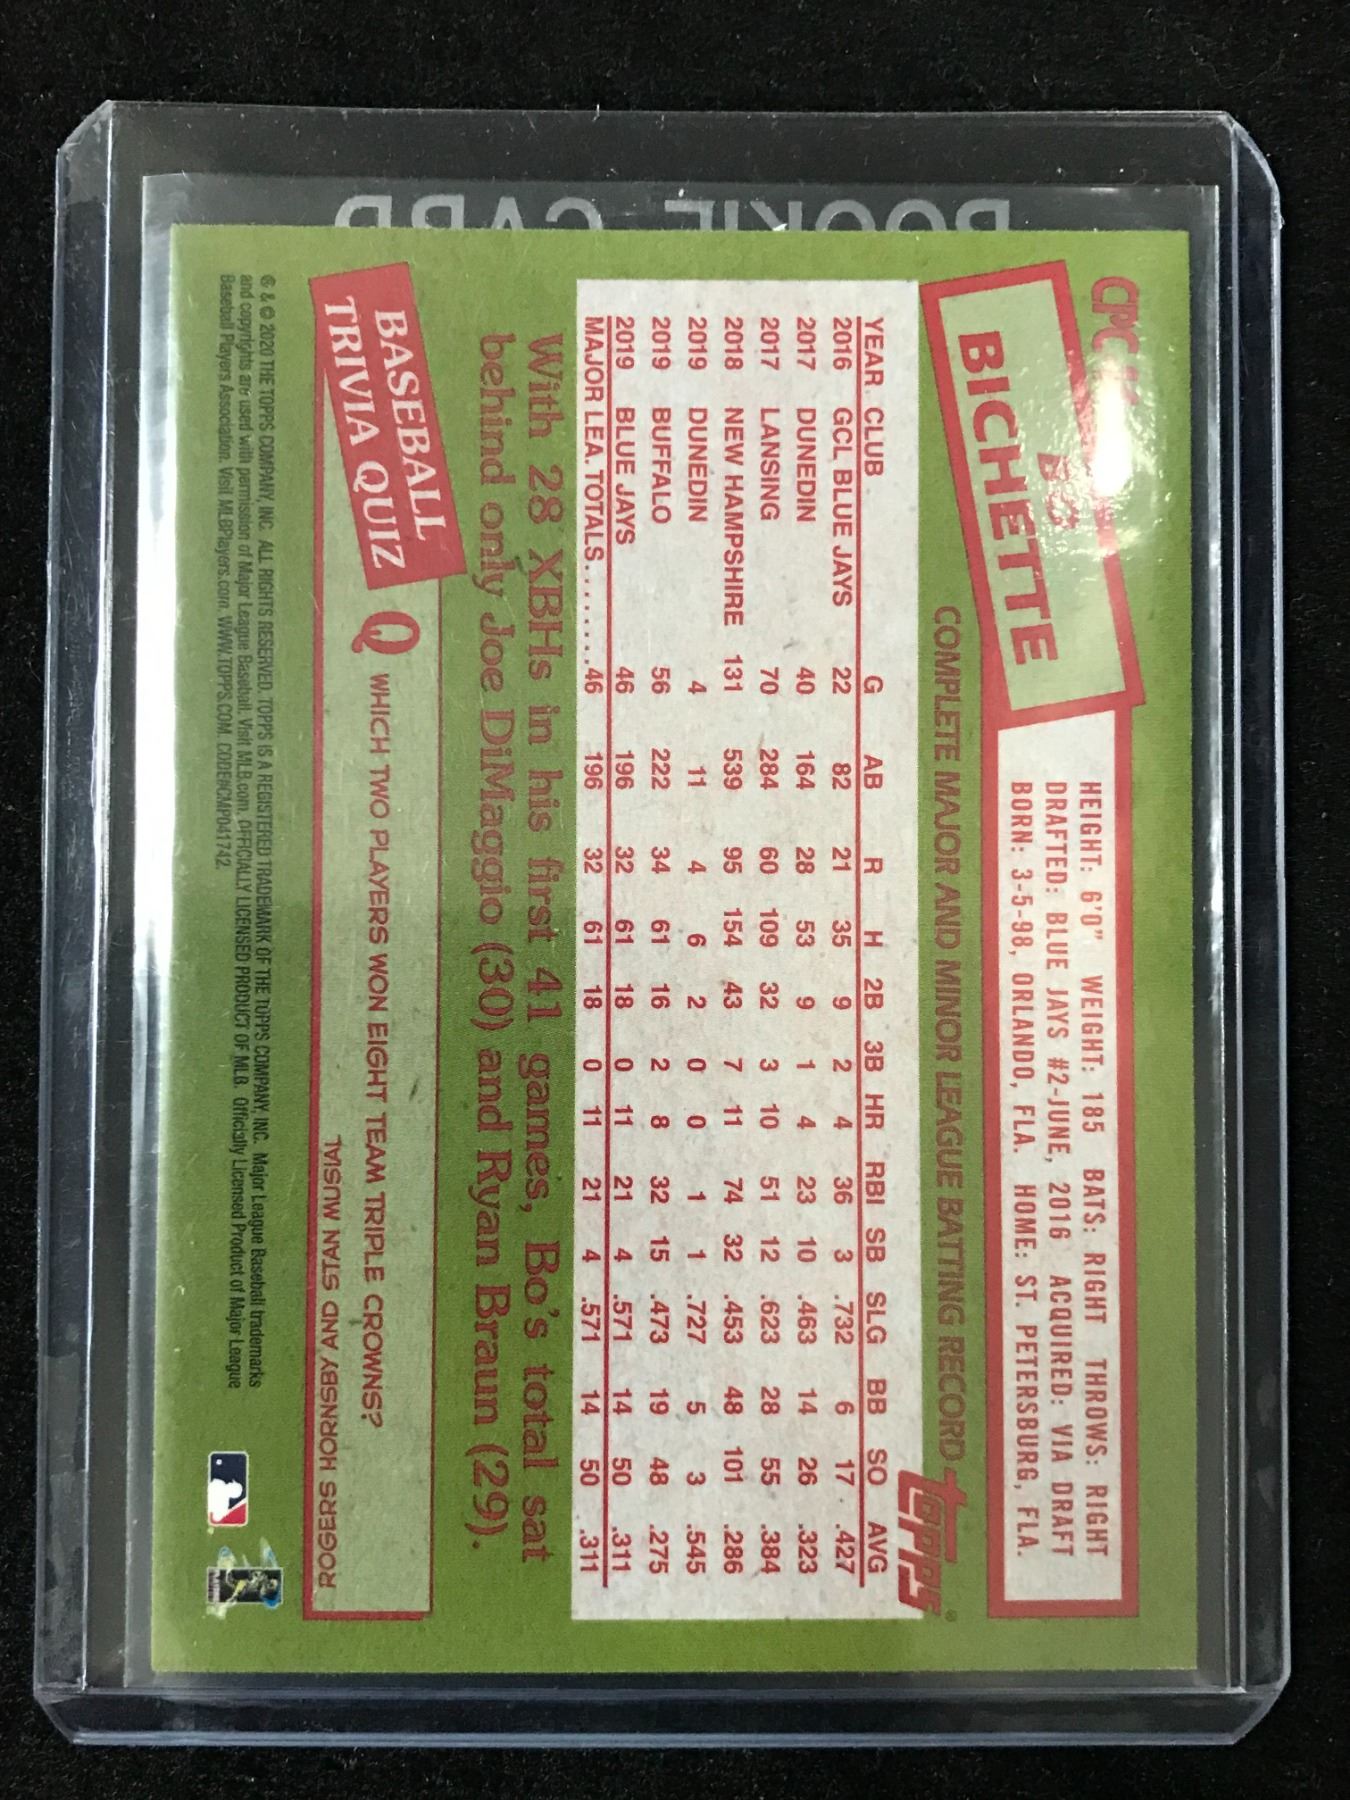 ROOKIE CARD
CPC
BO
BICHETTE
HEIGHT: 6'0" WEIGHT: 185 BATS: RIGHT THROWS: RIGHT
DRAFTED: BLUE JAYS #2-JUNE, 2016 ACQUIRED: VIA DRAFT
BORN: 3-5-98, ORLANDO, FLA. HOME: ST. PETERSBURG, FLA.
COMPLETE MAJOR AND MINOR LEAGUE BATTING RECORD
TOPPS®
YEAR CLUB G AB R H 2B 3B HR RBI SB SLG BB SO AVG
2016 GCL BLUE JAYS 22 82 21 35 9 2 4 36 3 .732 6 17 .427
2017 DUNEDIN 40 164 28 53 9 1 4 23 10 .463 14 26 .323
2017 LANSING 70 284 60 109 32 3 10 51 12 .623 28 55 .384
2018 NEW HAMPSHIRE 131 539 95 154 43 7 11 74 32 .453 48 101 .286
2019 DUNEDIN 4 11 4 6 2 0 0 1 1 .727 5 3 .545
2019 BUFFALO 56 222 34 61 16 2 8 32 15 .473 19 48 .275
2019 BLUE JAYS 46 196 32 61 18 0 11 21 4 .571 14 50 .311
MAJOR LEA. TOTALS....... 46 196 32 61 18 0 11 21 4 .571 14 50 .311
With 28 XBHs in his first 41 games, Bo's total sat
behind only Joe DiMaggio (30) and Ryan Braun (29).
BASEBALL
TRIVIA QUIZ
Q WHICH TWO PLAYERS WON EIGHT TEAM TRIPLE CROWNS?
ROGERS HORNSBY AND STAN MUSIAL
® & © 2020 THE TOPPS COMPANY, INC. ALL RIGHTS RESERVED. TOPPS IS A REGISTERED TRADEMARK OF THE TOPPS COMPANY, INC. Major League Baseball trademarks
and copyrights are used with permission of Major League Baseball. Visit MLB.com. OFFICIALLY LICENSED PRODUCT OF MLB. Officially Licensed Product of Major League
Baseball Players Association. Visit MLBPlayers.com. WWW.TOPPS.COM. CODE#CMP041742.